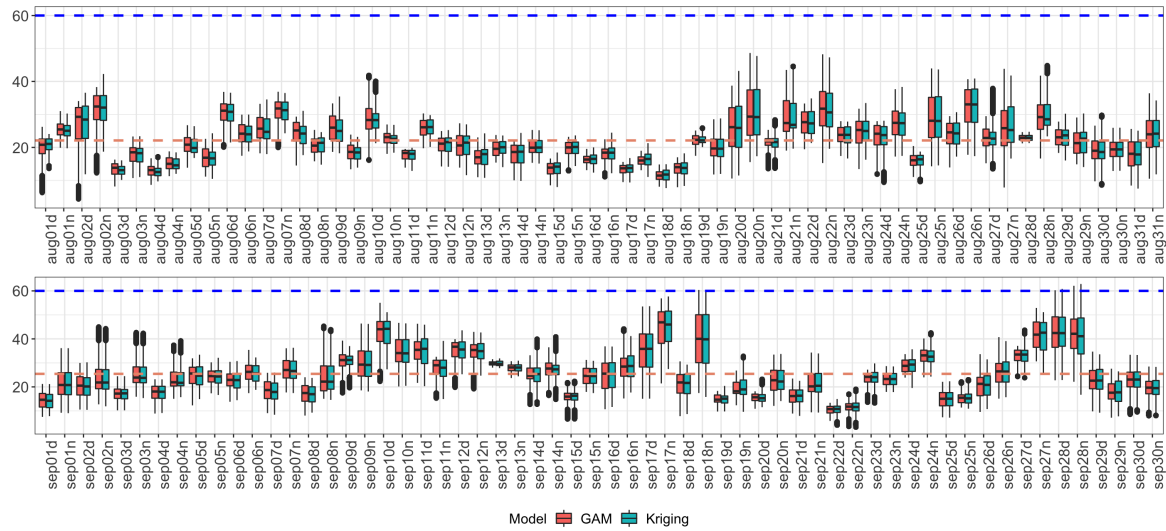 60
40
20
aug01d aug01n aug02d aug02n aug03d aug03n aug04d aug04n aug05d aug05n aug06d aug06n aug07d aug07n aug08d aug08n aug09d aug09n aug10d aug10n aug11d aug11n aug12d aug12n aug13d aug13n aug14d aug14n aug15d aug15n aug16d aug16n aug17d aug17n aug18d aug18n aug19d aug19n aug20d aug20n aug21d aug21n aug22d aug22n aug23d aug23n aug24d aug24n aug25d aug25n aug26d aug26n aug27d aug27n aug28d aug28n aug29d aug29n aug30d aug30n aug31d aug31n
60
40
20
sep01d sep01n sep02d sep02n sep03d sep03n sep04d sep04n sep05d sep05n sep06d sep06n sep07d sep07n sep08d sep08n sep09d sep09n sep10d sep10n sep11d sep11n sep12d sep12n sep13d sep13n sep14d sep14n sep15d sep15n sep16d sep16n sep17d sep17n sep18d sep18n sep19d sep19n sep20d sep20n sep21d sep21n sep22d sep22n sep23d sep23n sep24d sep24n sep25d sep25n sep26d sep26n sep27d sep27n sep28d sep28n sep29d sep29n sep30d sep30n
Model GAM Kriging